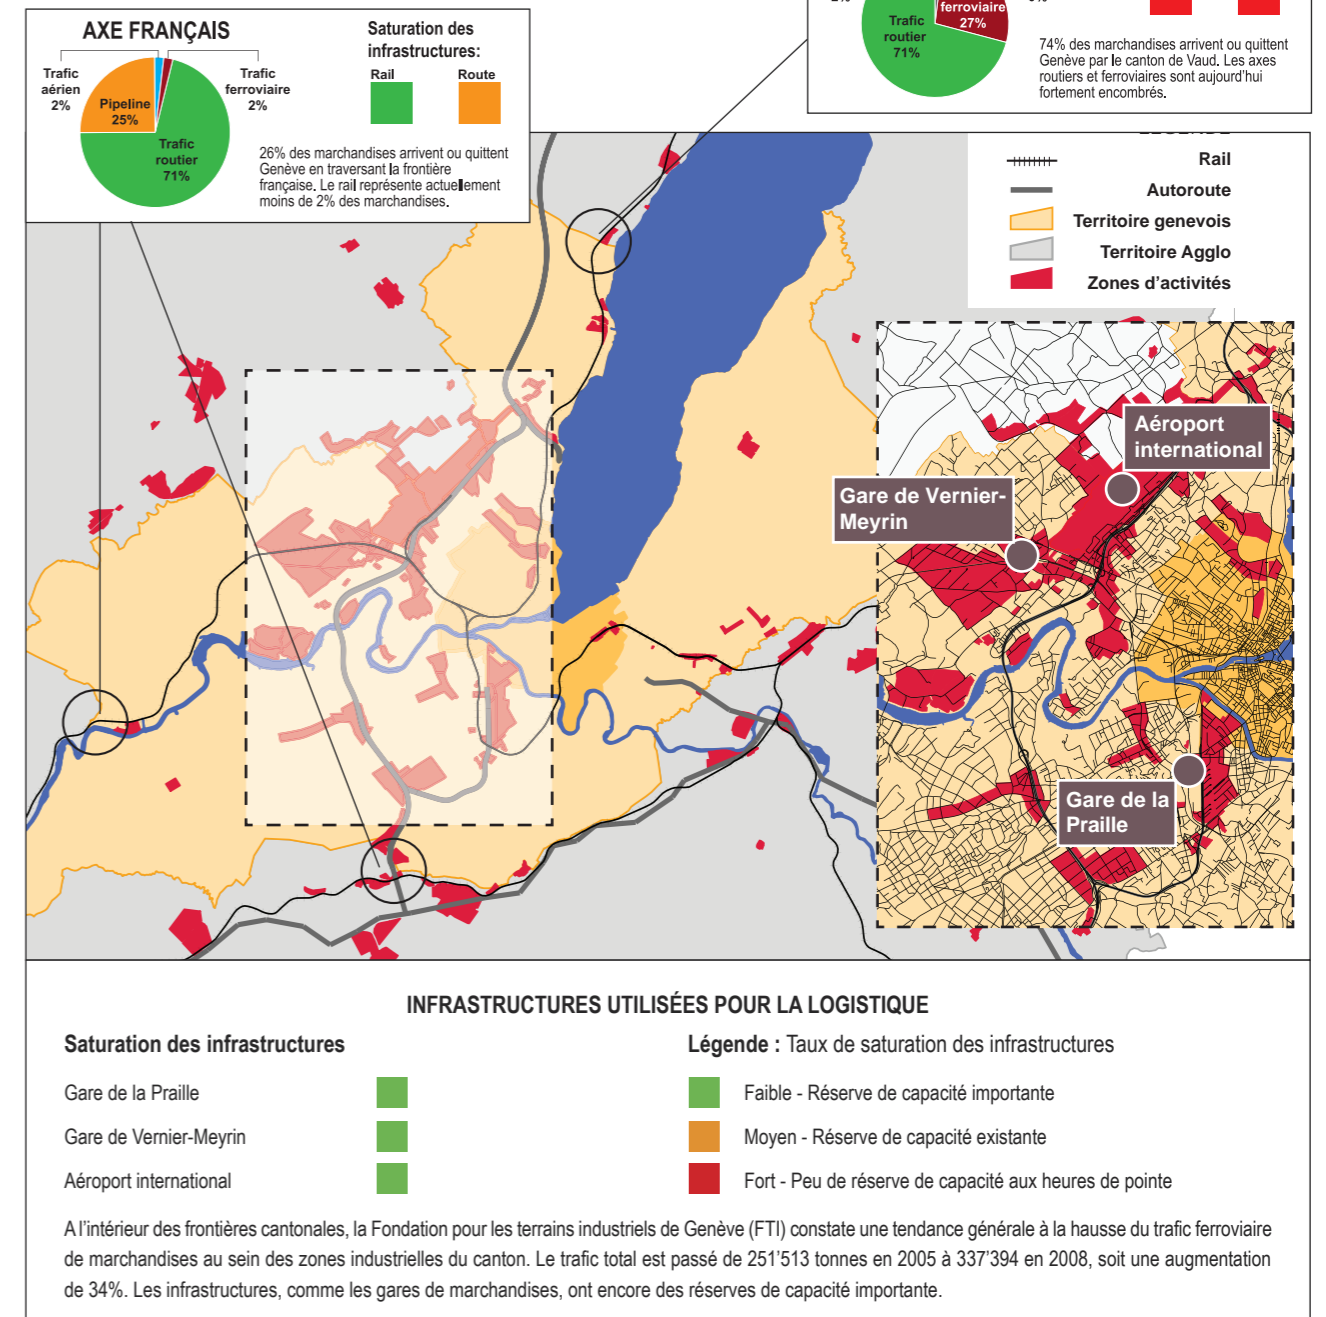 AXE FRANÇAIS
Saturation des
infrastructures:
Rail
Route
Trafic
aérien
2%
Trafic
ferroviaire
2%
Pipeline
25%
Trafic
routier
71%
26% des marchandises arrivent ou quittent
Genève en traversant la frontière
française. Le rail représente actuellement
moins de 2% des marchandises.
ferroviaire
27%
Trafic
routier
71%
74% des marchandises arrivent ou quittent
Genève par le canton de Vaud. Les axes
routiers et ferroviaires sont aujourd'hui
fortement encombrés.
Rail
Autoroute
Territoire genevois
Territoire Agglo
Zones d'activités
Aéroport
international
Gare de Vernier-
Meyrin
Gare de la
Praille
INFRASTRUCTURES UTILISÉES POUR LA LOGISTIQUE
Saturation des infrastructures
Gare de la Praille
Gare de Vernier-Meyrin
Aéroport international
Légende : Taux de saturation des infrastructures
Faible - Réserve de capacité importante
Moyen - Réserve de capacité existante
Fort - Peu de réserve de capacité aux heures de pointe
A l'intérieur des frontières cantonales, la Fondation pour les terrains industriels de Genève (FTI) constate une tendance générale à la hausse du trafic ferroviaire
de marchandises au sein des zones industrielles du canton. Le trafic total est passé de 251'513 tonnes en 2005 à 337'394 en 2008, soit une augmentation
de 34%. Les infrastructures, comme les gares de marchandises, ont encore des réserves de capacité importante.